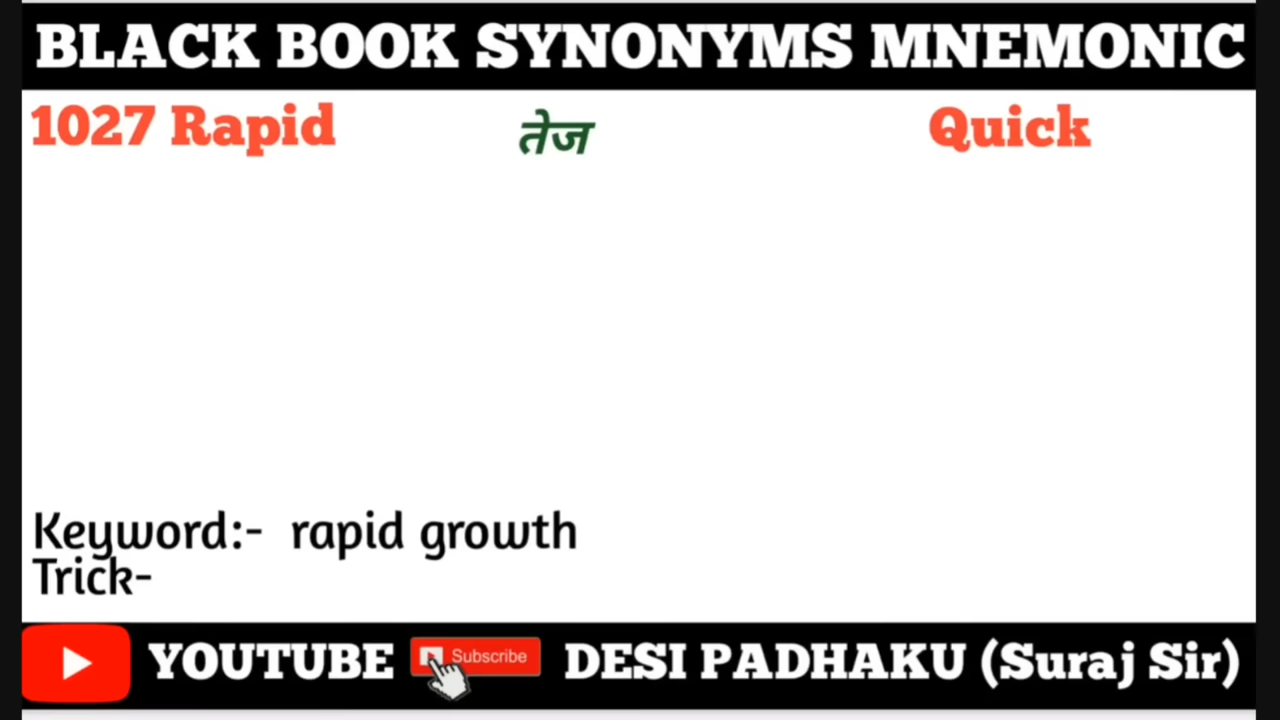 BLACK BOOK SYNONYMS MNEMONIC
1027 Rapid तेज Quick
Keyword:- rapid growth
Trick-
YOUTUBE Subscribe DESI PADHAKU (Suraj Sir)